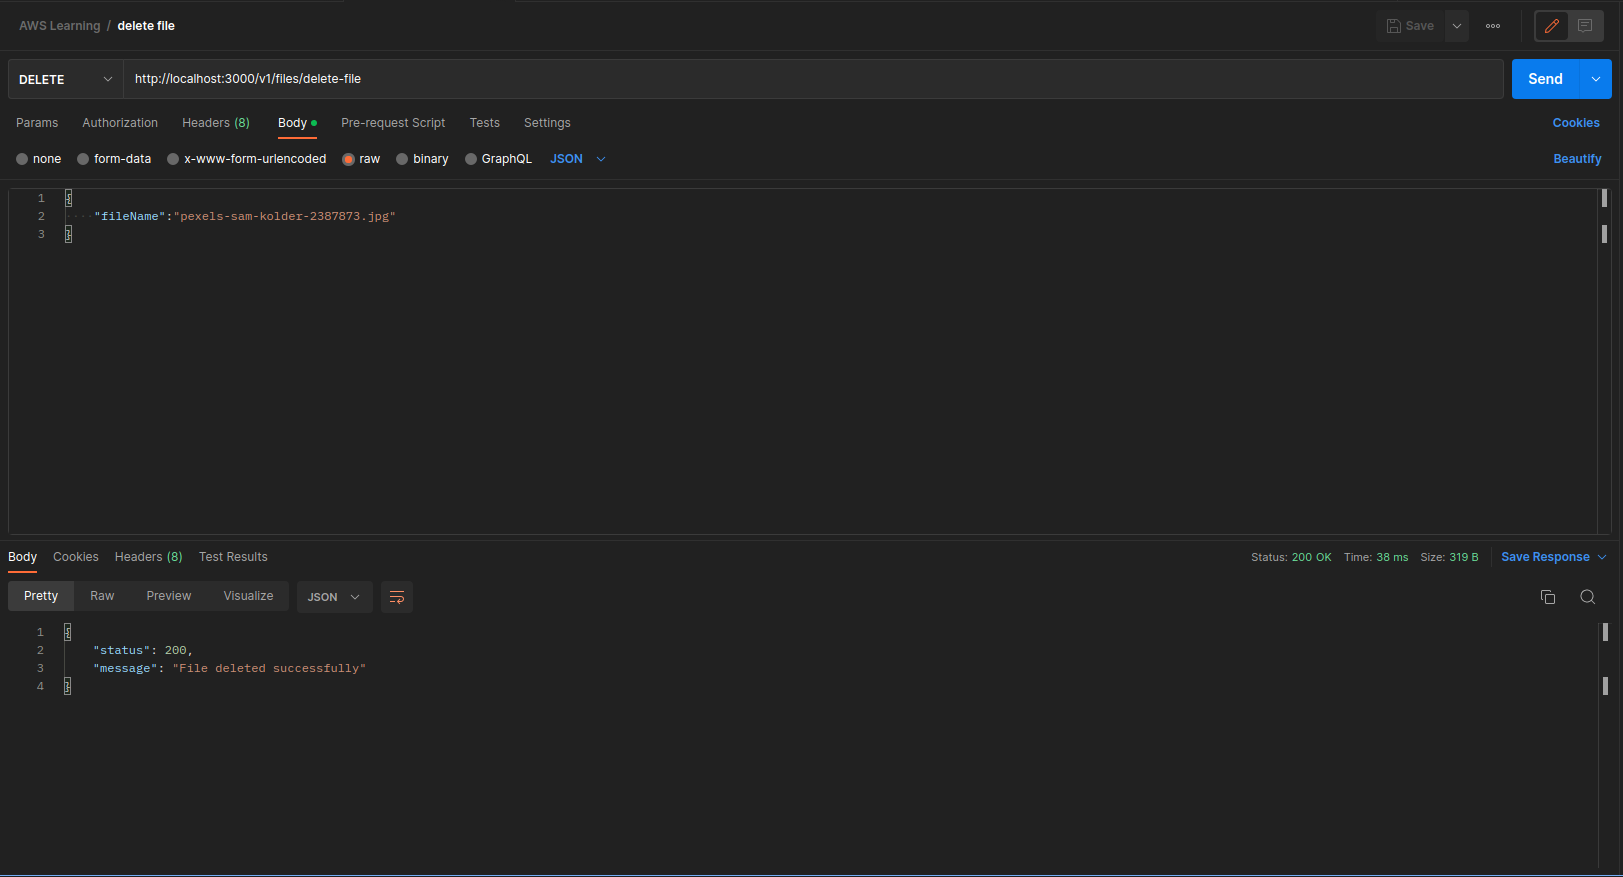 AWS Learning / delete file
Save
DELETE http://localhost:3000/v1/files/delete-file Send
Params Authorization Headers (8) Body Pre-request Script Tests Settings Cookies
none form-data x-www-form-urlencoded raw binary GraphQL JSON Beautify
1 {
2 "fileName":"pexels-sam-kolder-2387873.jpg"
3 }
Body Cookies Headers (8) Test Results Status: 200 OK Time: 38 ms Size: 319 B Save Response
Pretty Raw Preview Visualize JSON
1 {
2 "status": 200,
3 "message": "File deleted successfully"
4 }